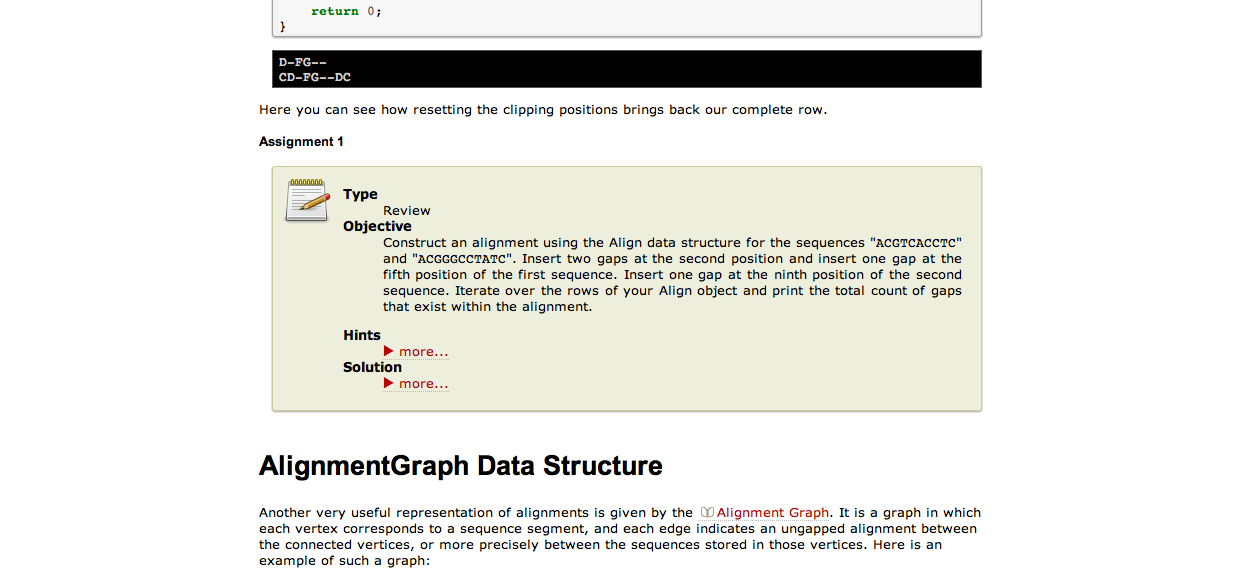 return 0;
}
D-FG--
CD-FG--DC
Here you can see how resetting the clipping positions brings back our complete row.
Assignment 1
Type
Review
Objective
Construct an alignment using the Align data structure for the sequences "ACGTCACCTC"
and "ACGGGCCTATC". Insert two gaps at the second position and insert one gap at the
fifth position of the first sequence. Insert one gap at the ninth position of the second
sequence. Iterate over the rows of your Align object and print the total count of gaps
that exist within the alignment.
Hints
more...
Solution
more...
AlignmentGraph Data Structure
Another very useful representation of alignments is given by the Alignment Graph. It is a graph in which
each vertex corresponds to a sequence segment, and each edge indicates an ungapped alignment between
the connected vertices, or more precisely between the sequences stored in those vertices. Here is an
example of such a graph: